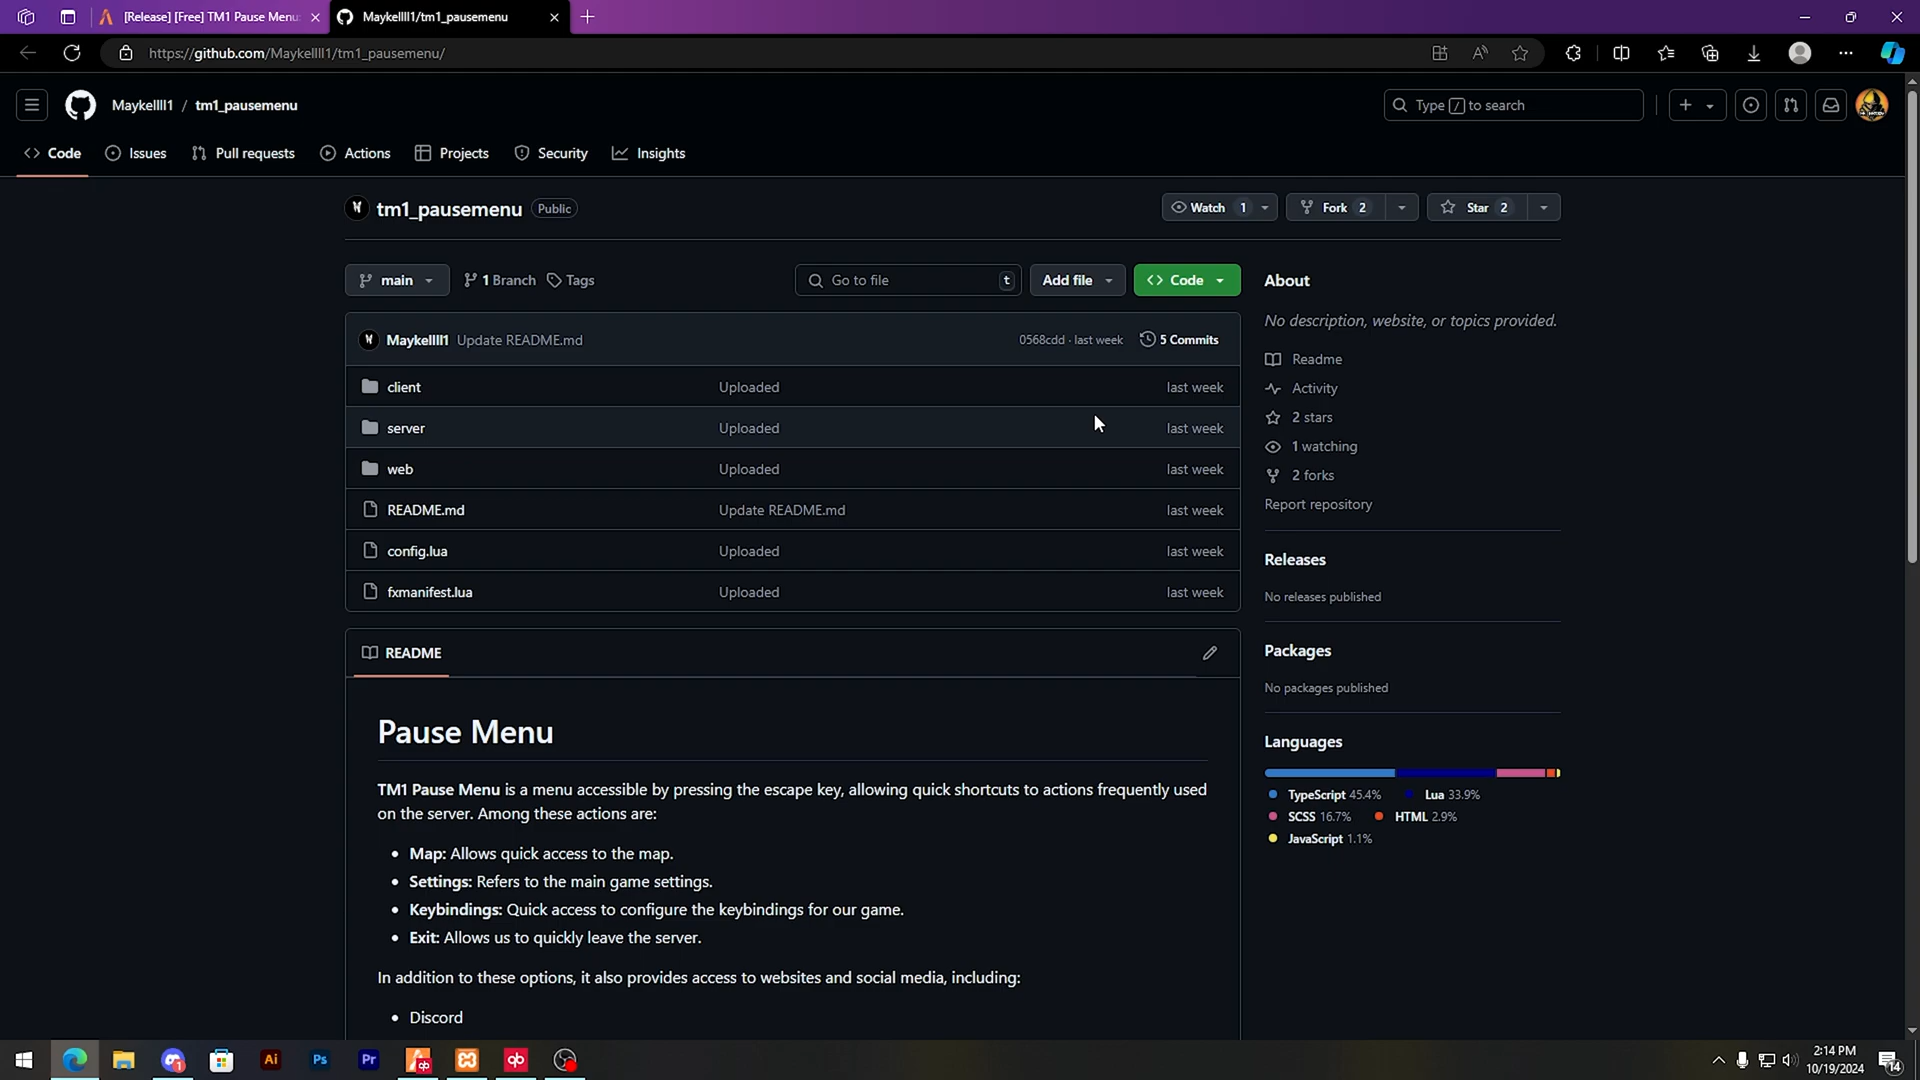 [Release] [Free] TM1 Pause Menu:
Maykellll1/tm1_pausemenu
https://github.com/Maykellll1/tm1_pausemenu/
Maykellll1 / tm1_pausemenu
Type / to search
Code
Issues
Pull requests
Actions
Projects
Security
Insights
tm1_pausemenu Public
Watch 1
Fork 2
Star 2
main
1 Branch
Tags
Go to file t
Add file
<> Code
Maykellll1 Update README.md
0568cdd · last week
5 Commits
client Uploaded last week
server Uploaded last week
web Uploaded last week
README.md Update README.md last week
config.lua Uploaded last week
fxmanifest.lua Uploaded last week
README
Pause Menu
TM1 Pause Menu is a menu accessible by pressing the escape key, allowing quick shortcuts to actions frequently used
on the server. Among these actions are:
• Map: Allows quick access to the map.
• Settings: Refers to the main game settings.
• Keybindings: Quick access to configure the keybindings for our game.
• Exit: Allows us to quickly leave the server.
In addition to these options, it also provides access to websites and social media, including:
• Discord
About
No description, website, or topics provided.
Readme
Activity
2 stars
1 watching
2 forks
Report repository
Releases
No releases published
Packages
No packages published
Languages
TypeScript 45.4% Lua 33.9%
SCSS 16.7% HTML 2.9%
JavaScript 1.1%
1
Ai
Ps
Pr
qb
qb
2:14 PM
10/19/2024
14